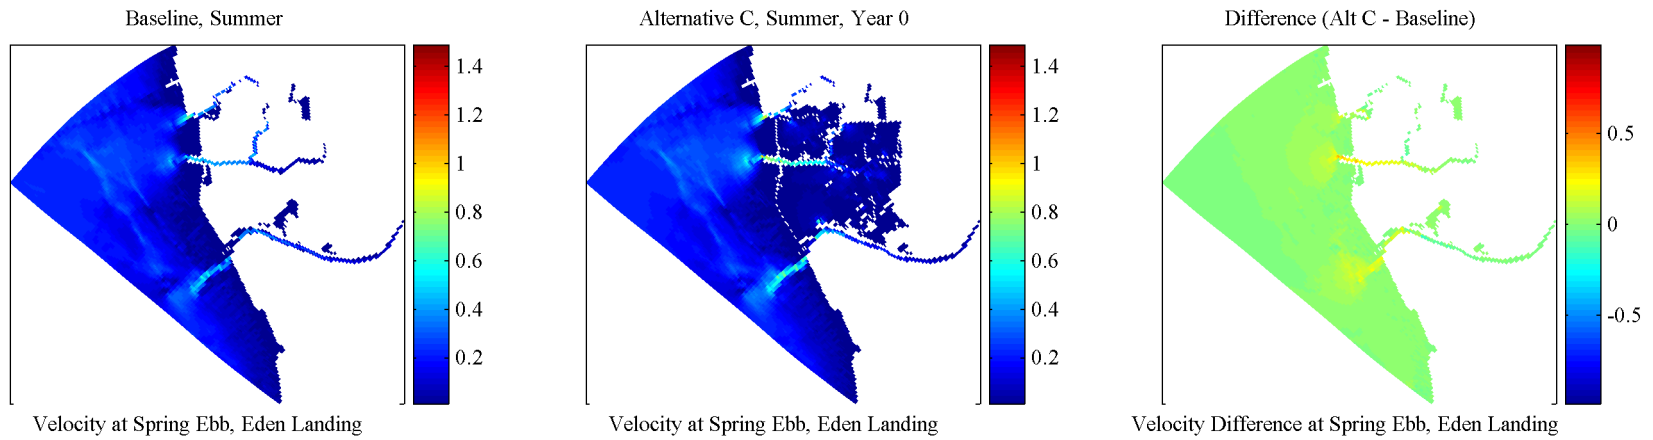 Baseline, Summer
1.4
1.2
1
0.8
0.6
0.4
0.2
Velocity at Spring Ebb, Eden Landing
Alternative C, Summer, Year 0
1.4
1.2
1
0.8
0.6
0.4
0.2
Velocity at Spring Ebb, Eden Landing
Difference (Alt C - Baseline)
0.5
0
-0.5
Velocity Difference at Spring Ebb, Eden Landing